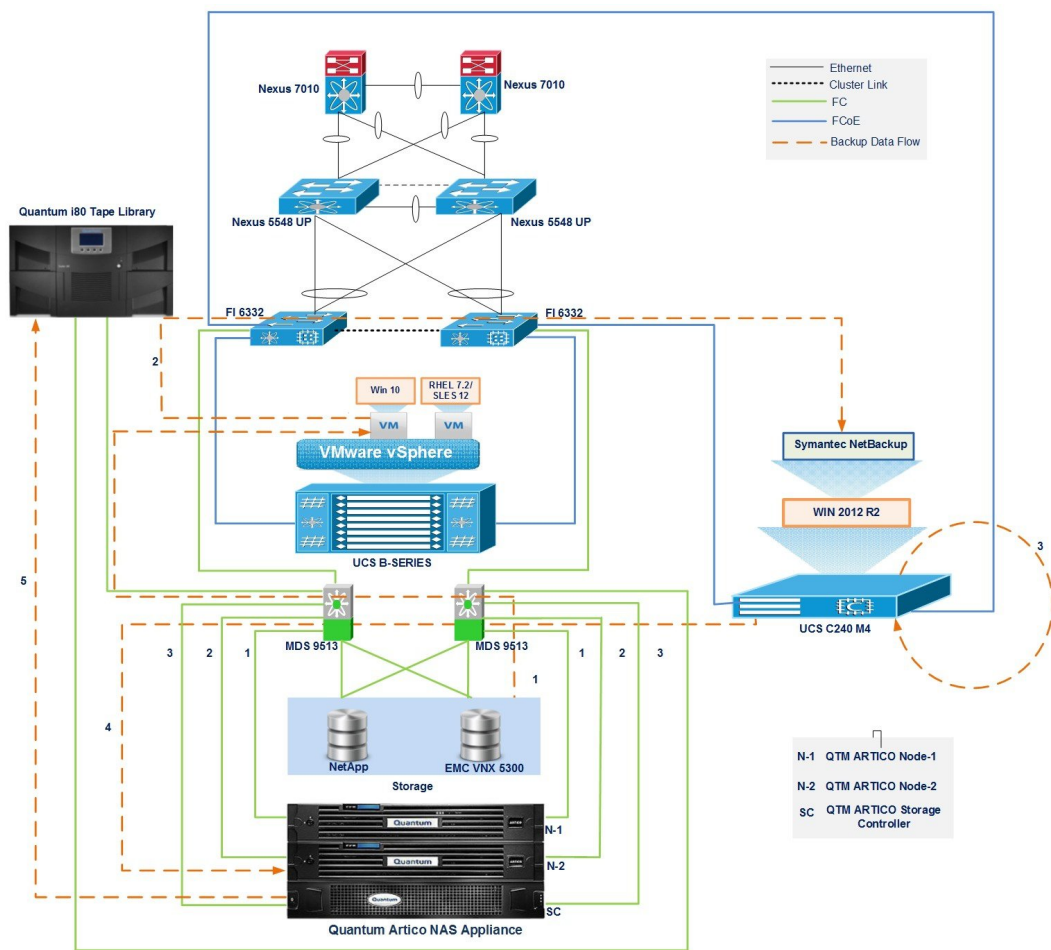 Nexus 7010
Nexus 7010
Ethernet
Cluster Link
FC
FCoE
Backup Data Flow
Quantum i80 Tape Library
Nexus 5548 UP
Nexus 5548 UP
FI 6332
FI 6332
2
Win 10
RHEL 7.2/
SLES 12
VM
VM
VMware vSphere
Symantec NetBackup
WIN 2012 R2
3
UCS B-SERIES
5
UCS C240 M4
MDS 9513
MDS 9513
3
2
1
1
2
3
1
4
NetApp
EMC VNX 5300
Storage
N-1 QTM ARTICO Node-1
N-2 QTM ARTICO Node-2
SC QTM ARTICO Storage
Controller
Quantum
N-1
Quantum
N-2
Quantum
SC
Quantum Artico NAS Appliance